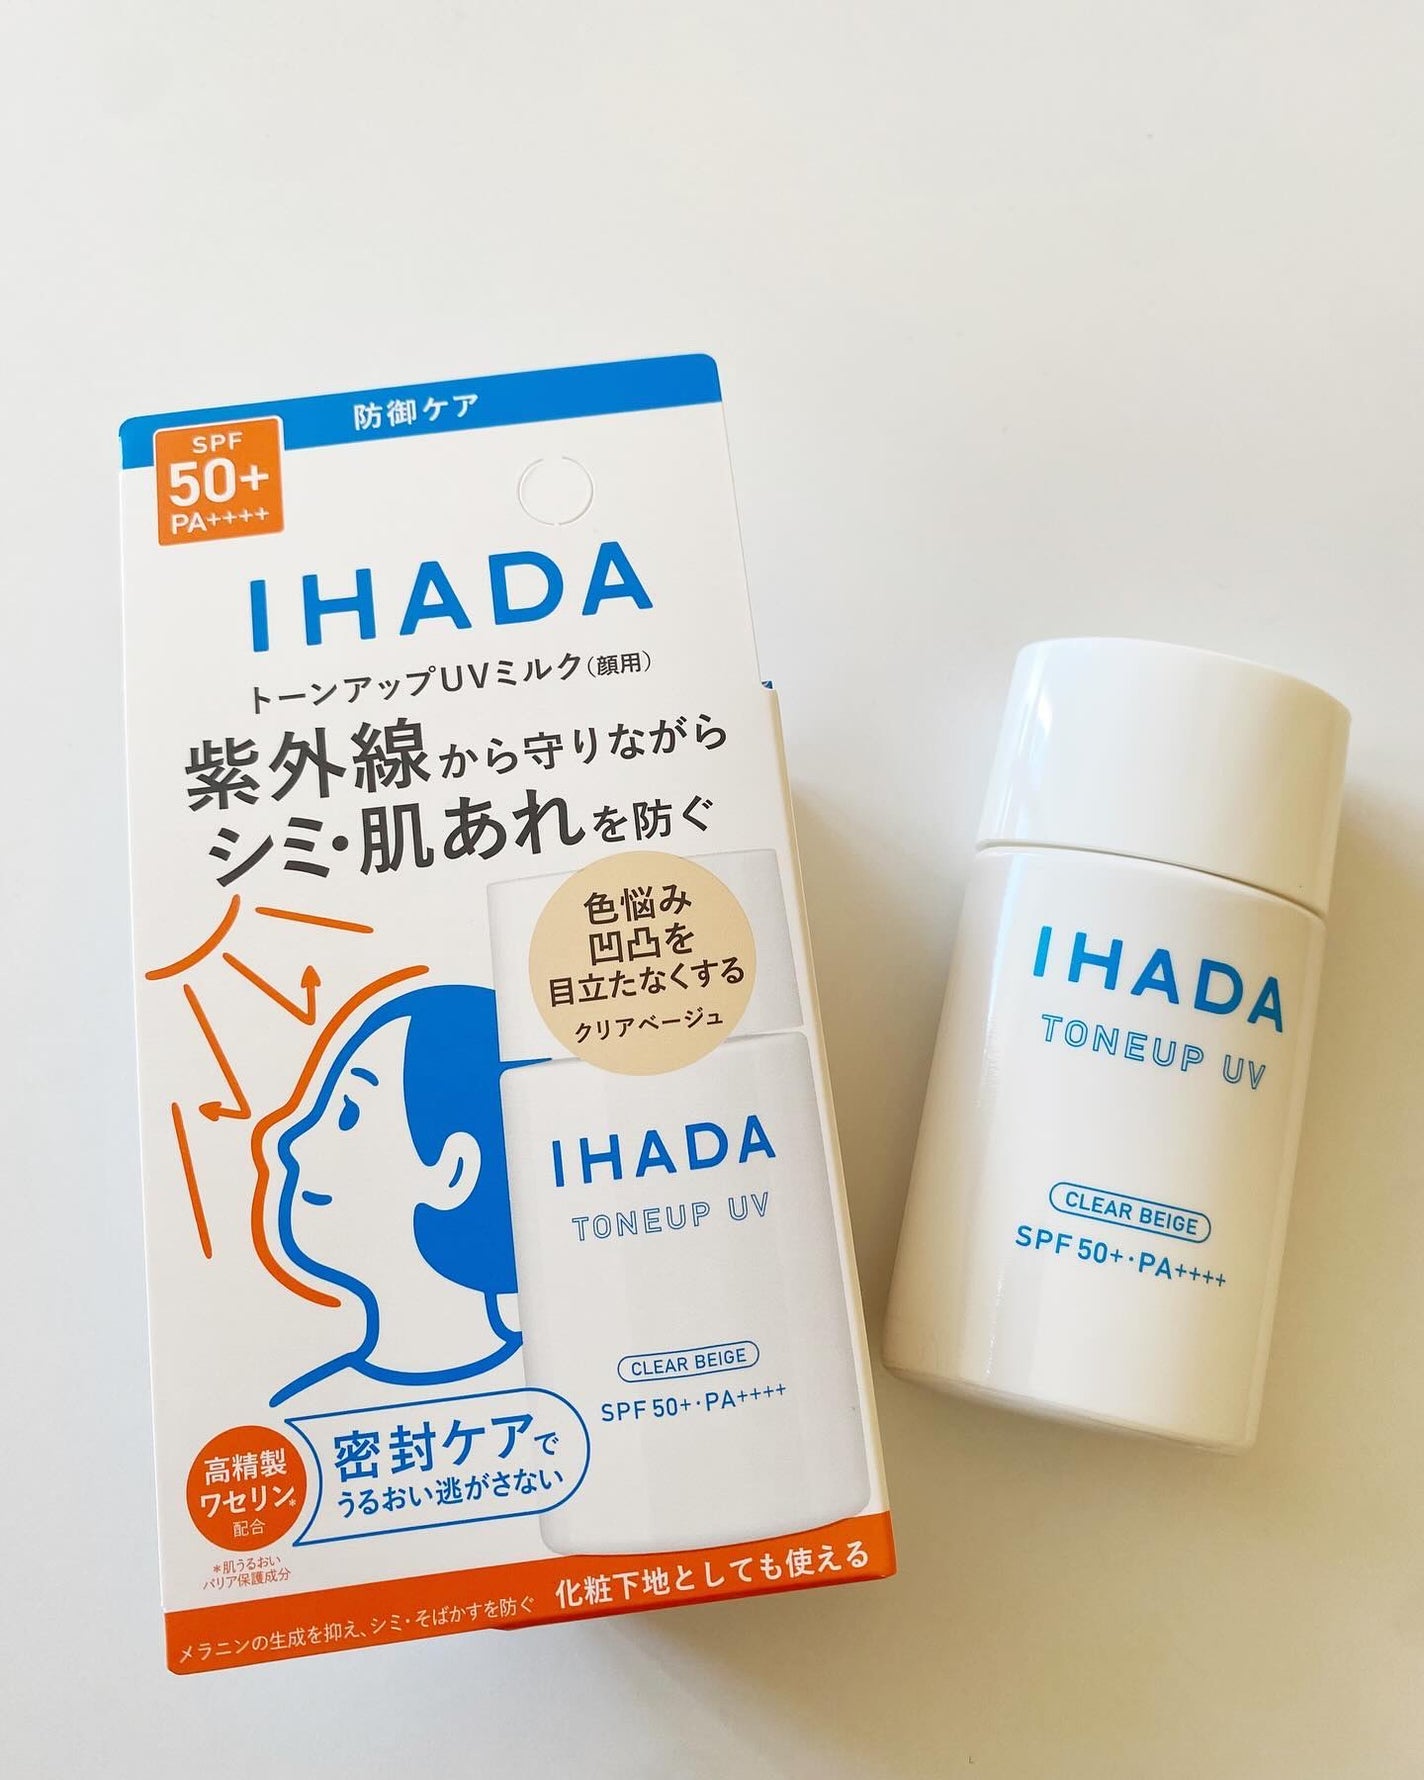 防御ケア
SPF
50+
PA++++
IHADA
トーンアップUVミルク(顔用)
紫外線から守りながら
シミ・肌あれを防ぐ
色悩み
凹凸を
目立たなくする
クリアベージュ
IHADA
TONEUP UV
CLEAR BEIGE
SPF 50+・PA++++
高精製
ワセリン*
配合
*肌うるおい
バリア保護成分
密封ケアで
うるおい逃がさない
メラニンの生成を抑え、シミ・そばかすを防ぐ 化粧下地としても使える
IHADA
TONEUP UV
CLEAR BEIGE
SPF 50+・PA++++